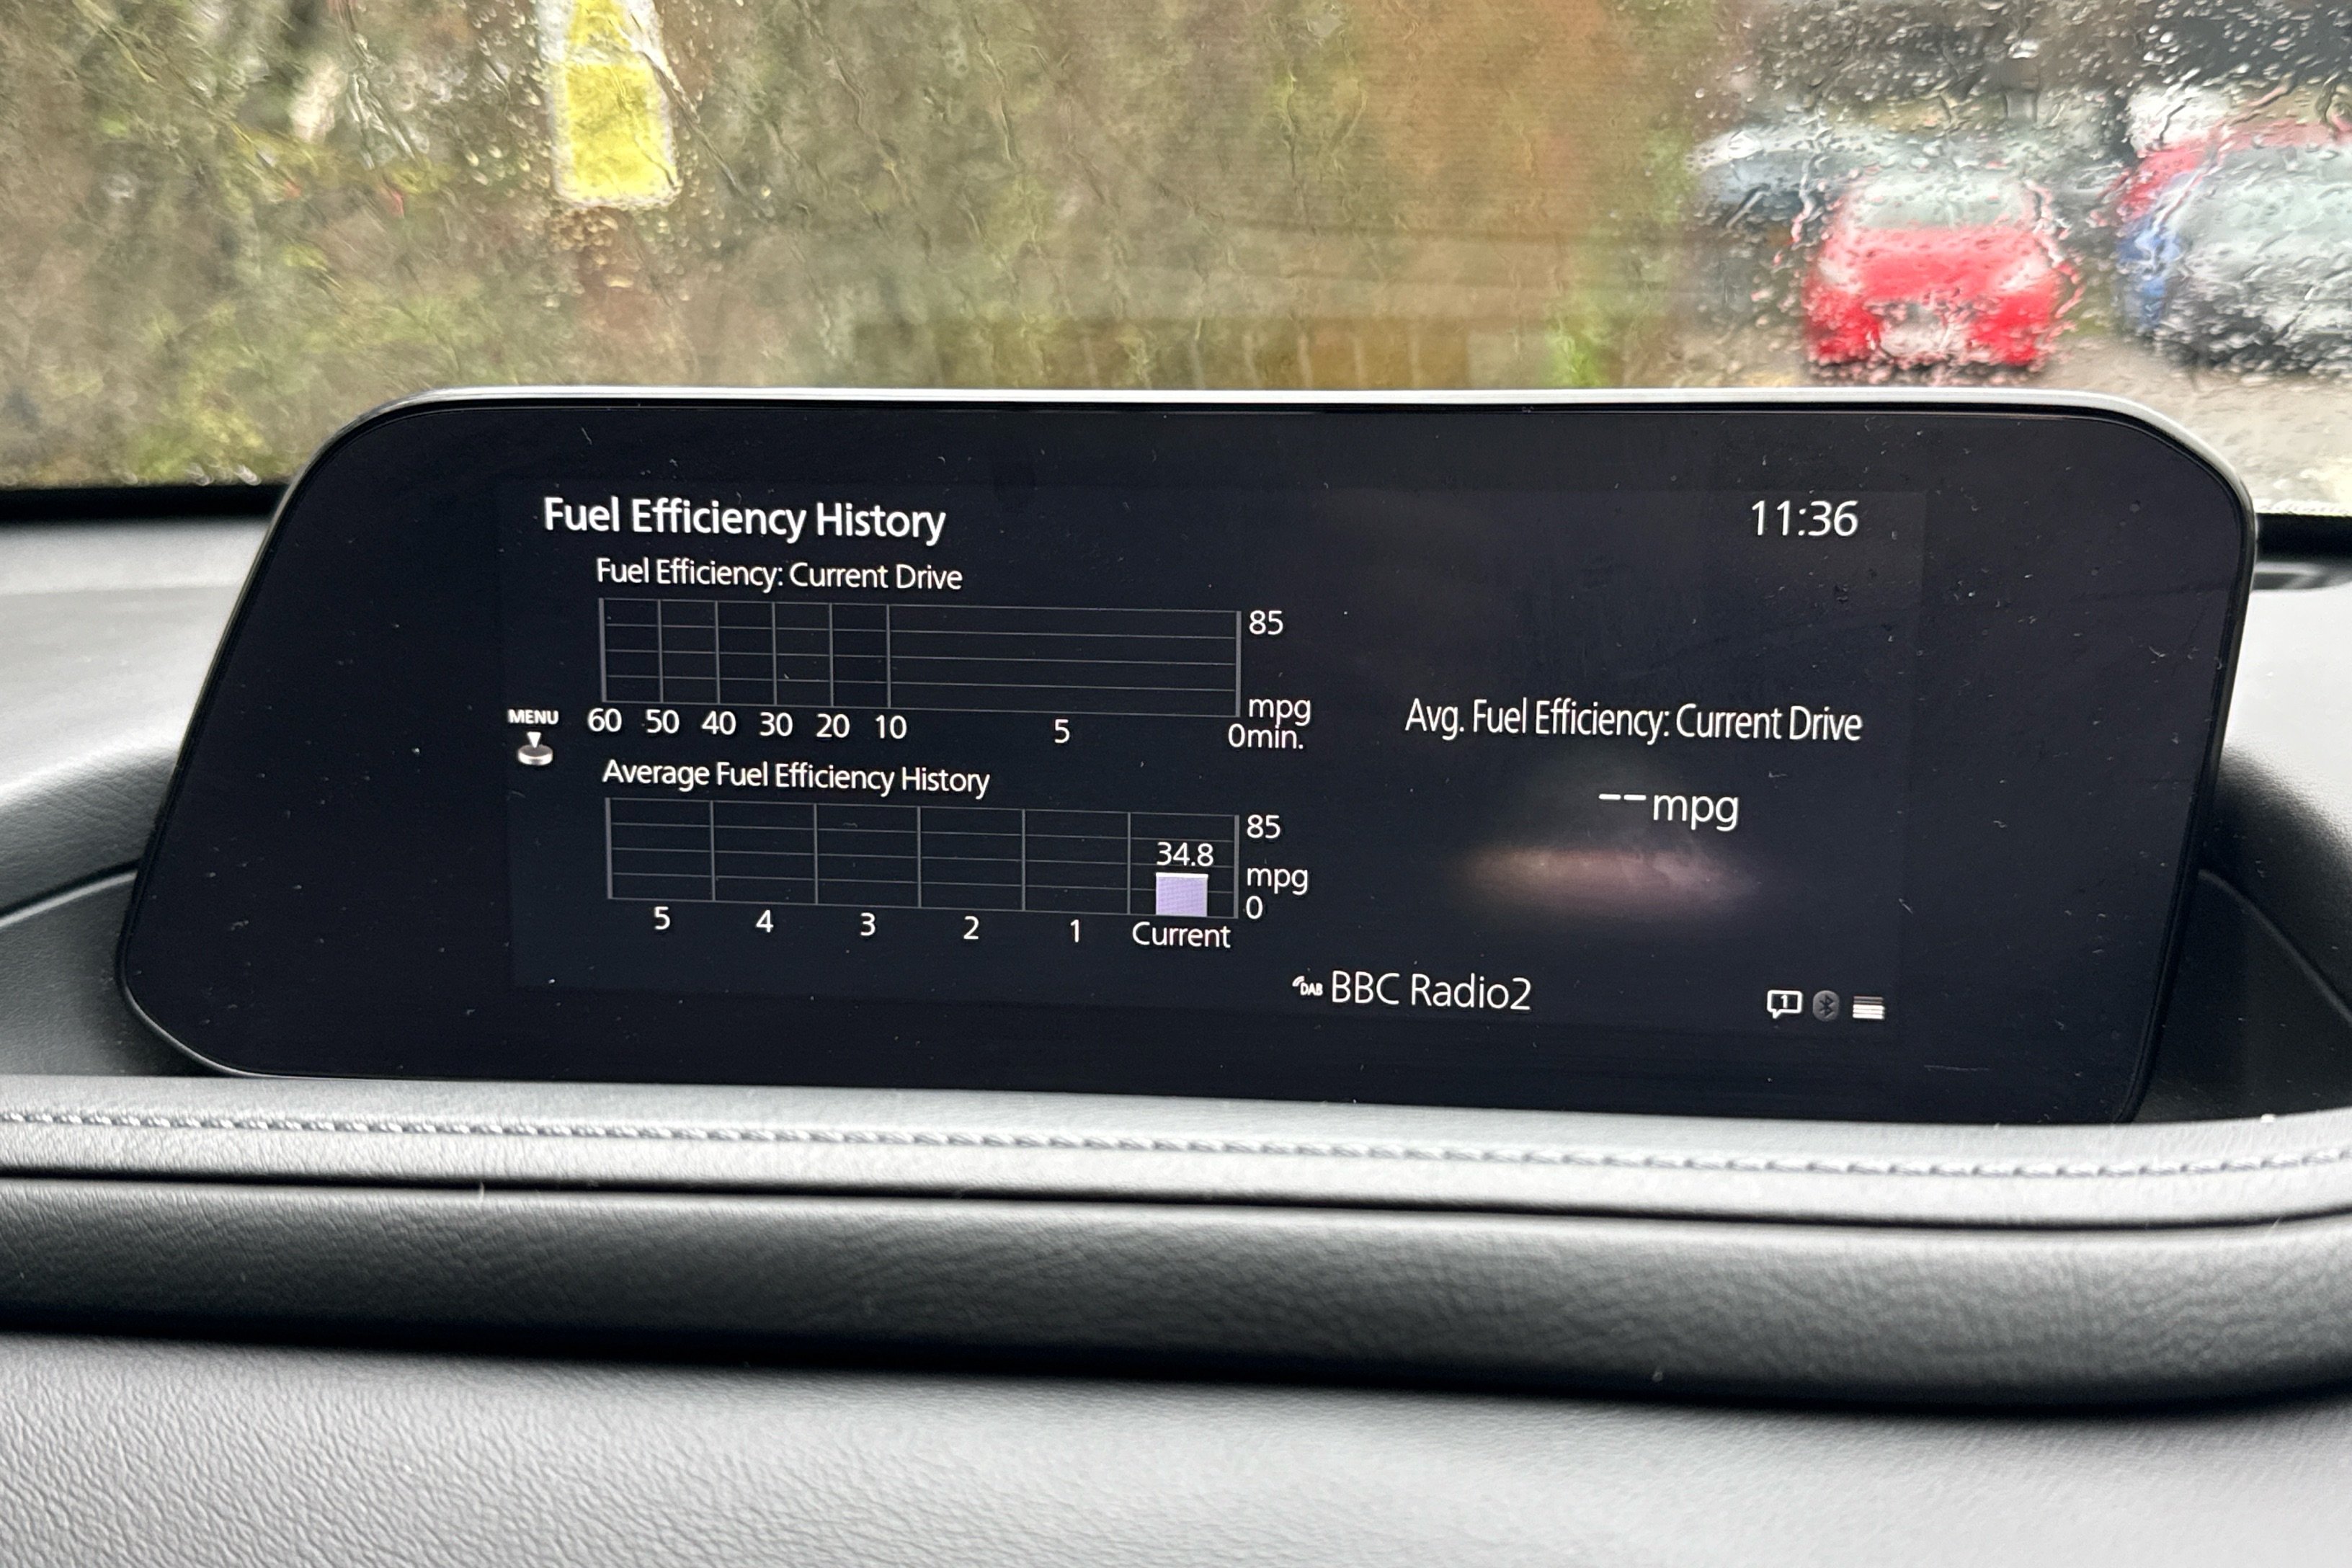 Fuel Efficiency History
11:36
Fuel Efficiency: Current Drive
85
mpg
MENU
60 50 40 30 20 10 5 0min.
Avg. Fuel Efficiency: Current Drive
--mpg
Average Fuel Efficiency History
85
34.8
mpg
0
5 4 3 2 1 Current
DAB BBC Radio2
1